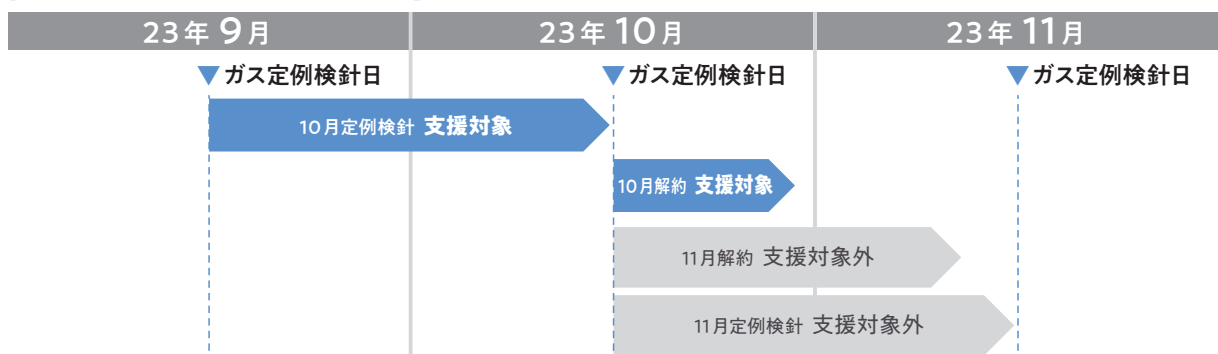 23年 9月
23年 10月
23年 11月
▼ガス定例検針日
▼ガス定例検針日
▼ガス定例検針日
10月定例検針 支援対象
10月解約 支援対象
11月解約 支援対象外
11月定例検針 支援対象外